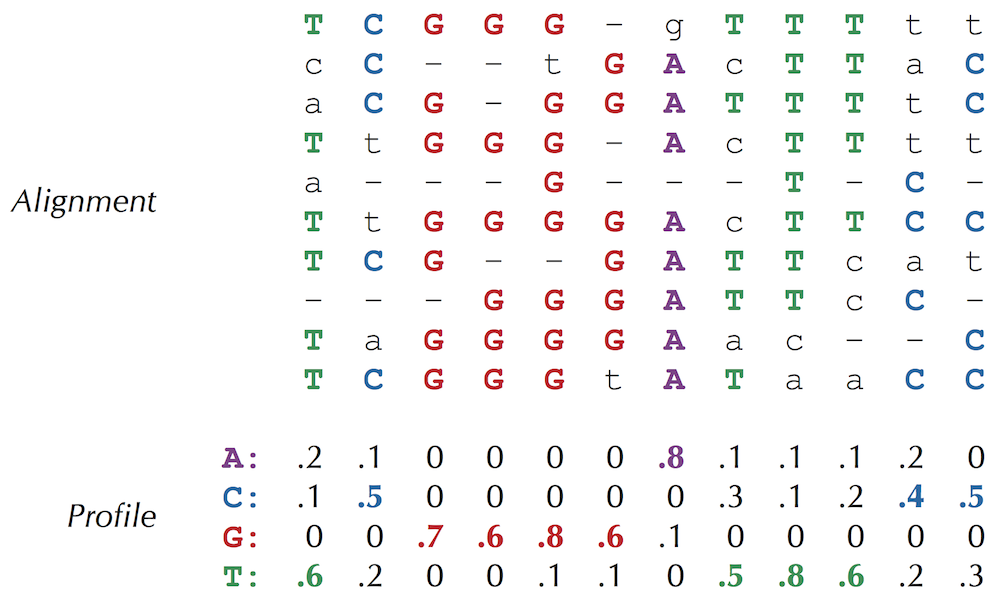 T C G G G – g T T T t t
c C – – t G A c T T a C
a C G – G G A T T T t C
T t G G G – A c T T t t
Alignment a – – – G – – – T – C –
T t G G G G A c T T C C
T C G – – G A T T c a t
– – – G G G A T T c C –
T a G G G G A a c – – C
T C G G G t A T a a C C
A: .2 .1 0 0 0 0 .8 .1 .1 .1 .2 0
C: .1 .5 0 0 0 0 0 .3 .1 .2 .4 .5
Profile
G: 0 0 .7 .6 .8 .6 .1 0 0 0 0 0
T: .6 .2 0 0 .1 .1 0 .5 .8 .6 .2 .3